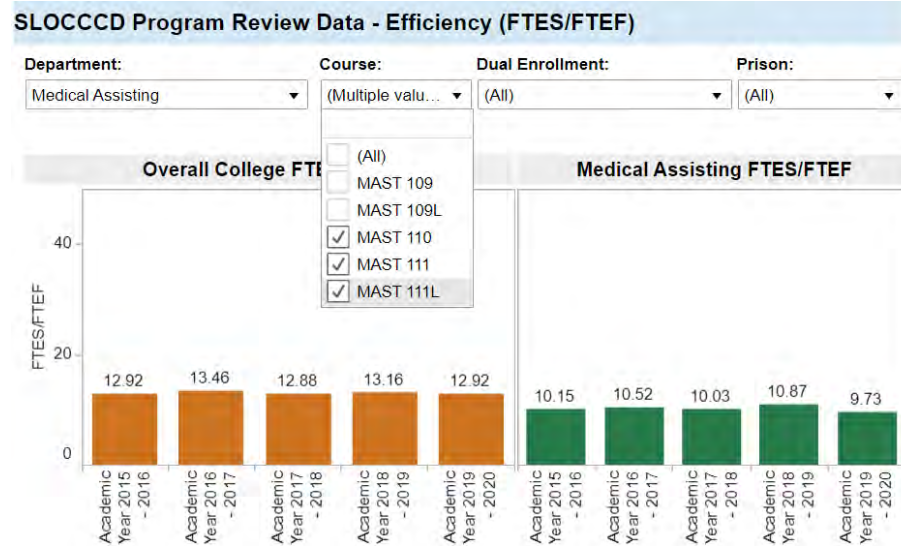 SLOCCCD Program Review Data - Efficiency (FTES/FTEF)
Department: Course: Dual Enrollment: Prison:
Medical Assisting (Multiple valu... (All) (All)
(All)
MAST 109
MAST 109L
MAST 110
MAST 111
MAST 111L
Overall College FTE
Medical Assisting FTES/FTEF
FTES/FTEF
40
20
0
12.92 13.46 12.88 13.16 12.92
10.15 10.52 10.03 10.87 9.73
Academic
Year 2015
- 2016
Academic
Year 2016
- 2017
Academic
Year 2017
- 2018
Academic
Year 2018
- 2019
Academic
Year 2019
- 2020
Academic
Year 2015
- 2016
Academic
Year 2016
- 2017
Academic
Year 2017
- 2018
Academic
Year 2018
- 2019
Academic
Year 2019
- 2020